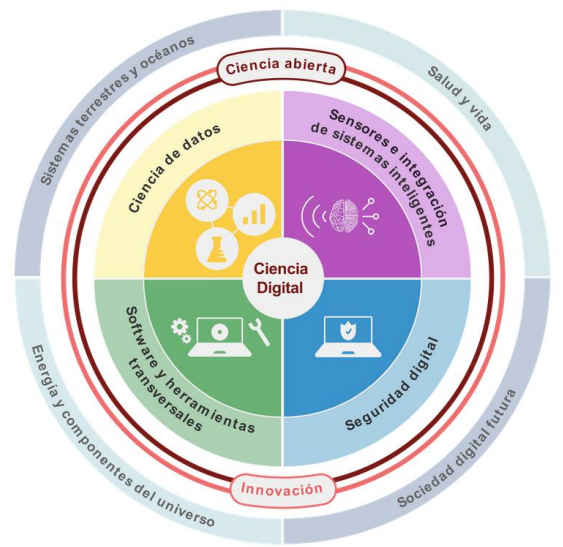 Sistemas terrestres y océanos
Salud y vida
Ciencia abierta
Ciencia de datos
Sensores e integración
de sistemas inteligentes
Ciencia
Digital
Software y herramientas
transversales
Seguridad digital
Innovación
Energía y componentes del universo
Sociedad digital futura